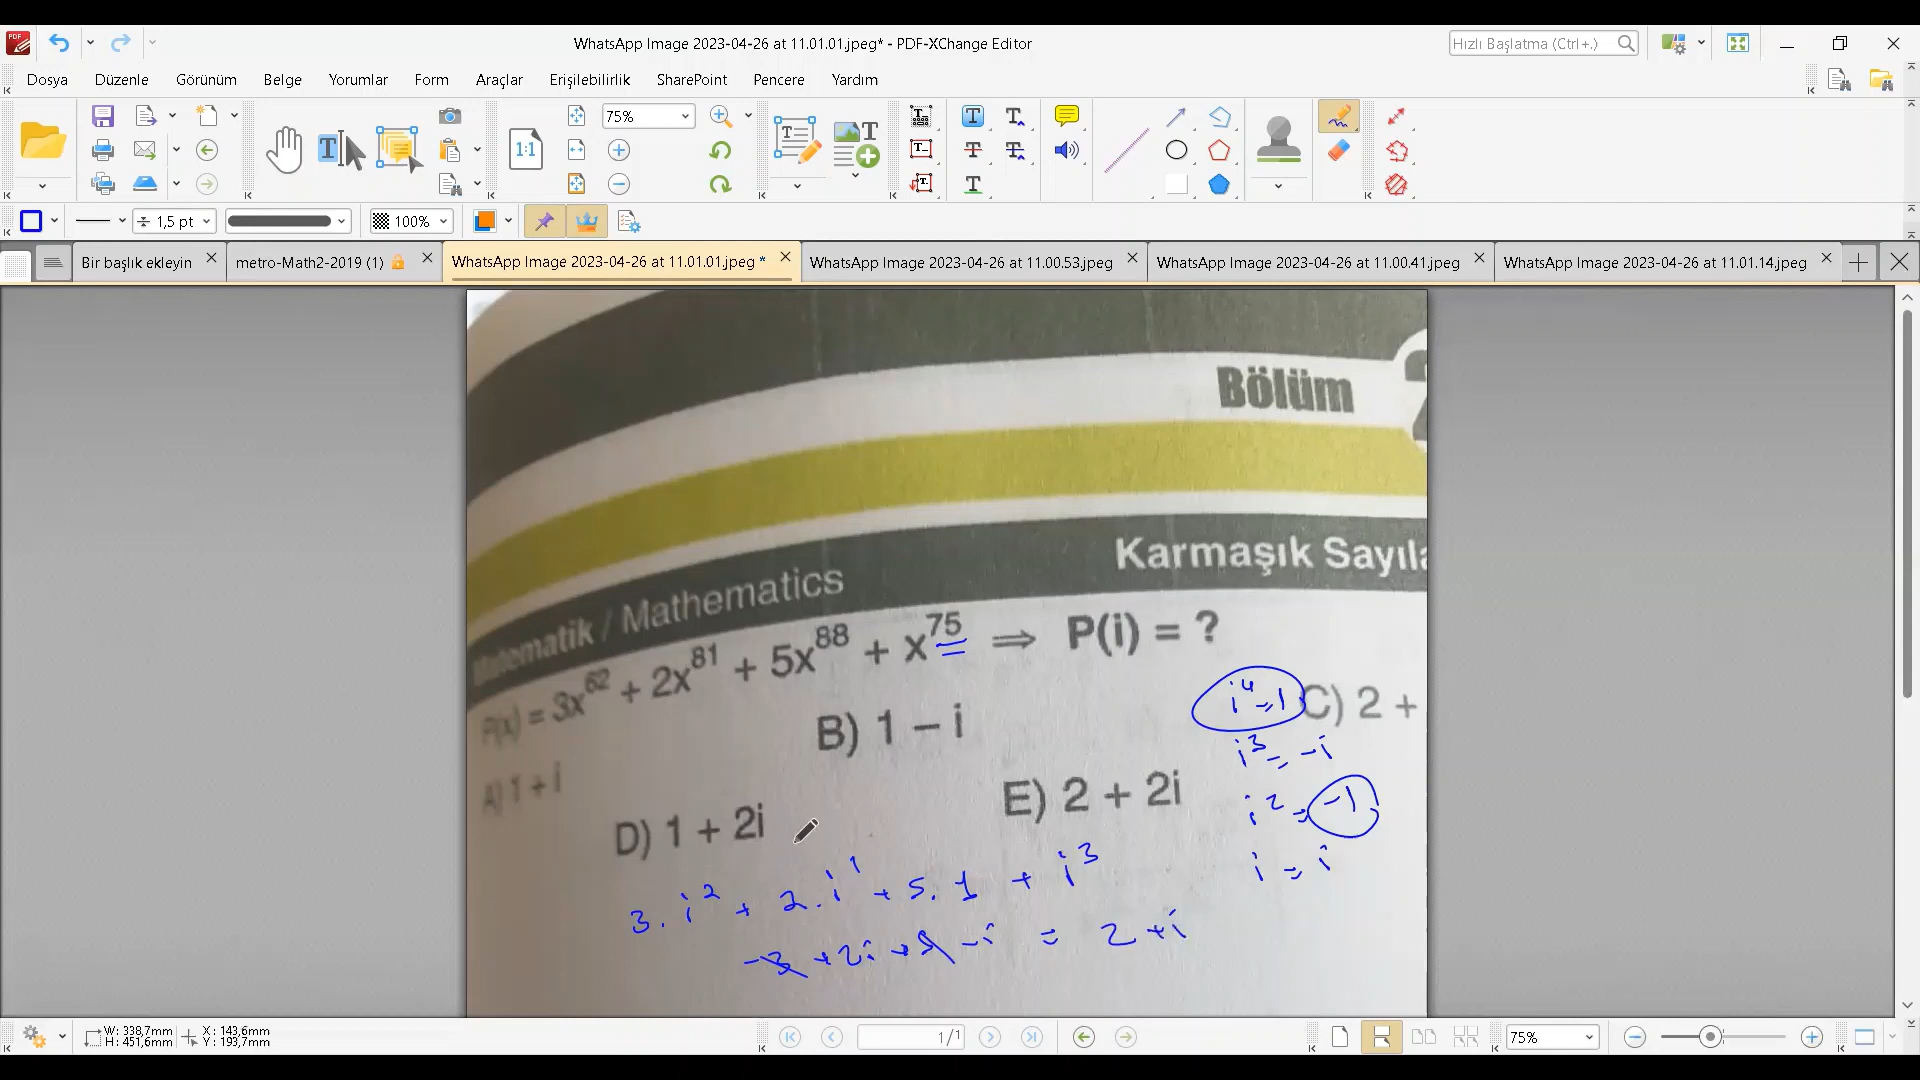 WhatsApp Image 2023-04-26 at 11.01.01.jpeg* - PDF-XChange Editor
Hızlı Başlatma (Ctrl+.)
Dosya Düzenle Görünüm Belge Yorumlar Form Araçlar Erişilebilirlik SharePoint Pencere Yardım
75%
1:1
1,5 pt 100%
Bir başlık ekleyin metro-Math2-2019 (1) WhatsApp Image 2023-04-26 at 11.01.01.jpeg * WhatsApp Image 2023-04-26 at 11.00.53.jpeg WhatsApp Image 2023-04-26 at 11.00.41.jpeg WhatsApp Image 2023-04-26 at 11.01.14.jpeg
Bölüm
Karmaşık Sayıla
Matematik / Mathematics
P(x) = 3x^62 + 2x^81 + 5x^88 + x^75 ⇒ P(i) = ?
A) 1 + i B) 1 − i C) 2 +
D) 1 + 2i E) 2 + 2i
i^4 = 1
i^3 = -i
i^2 = -1
i = i
3 . i^2 + 2 . i^1 + 5 . 1 + i^3
-3 + 2i + 5 - i = 2 + i
W: 338,7mm X: 143,6mm
H: 451,6mm Y: 193,7mm
1/1
75%